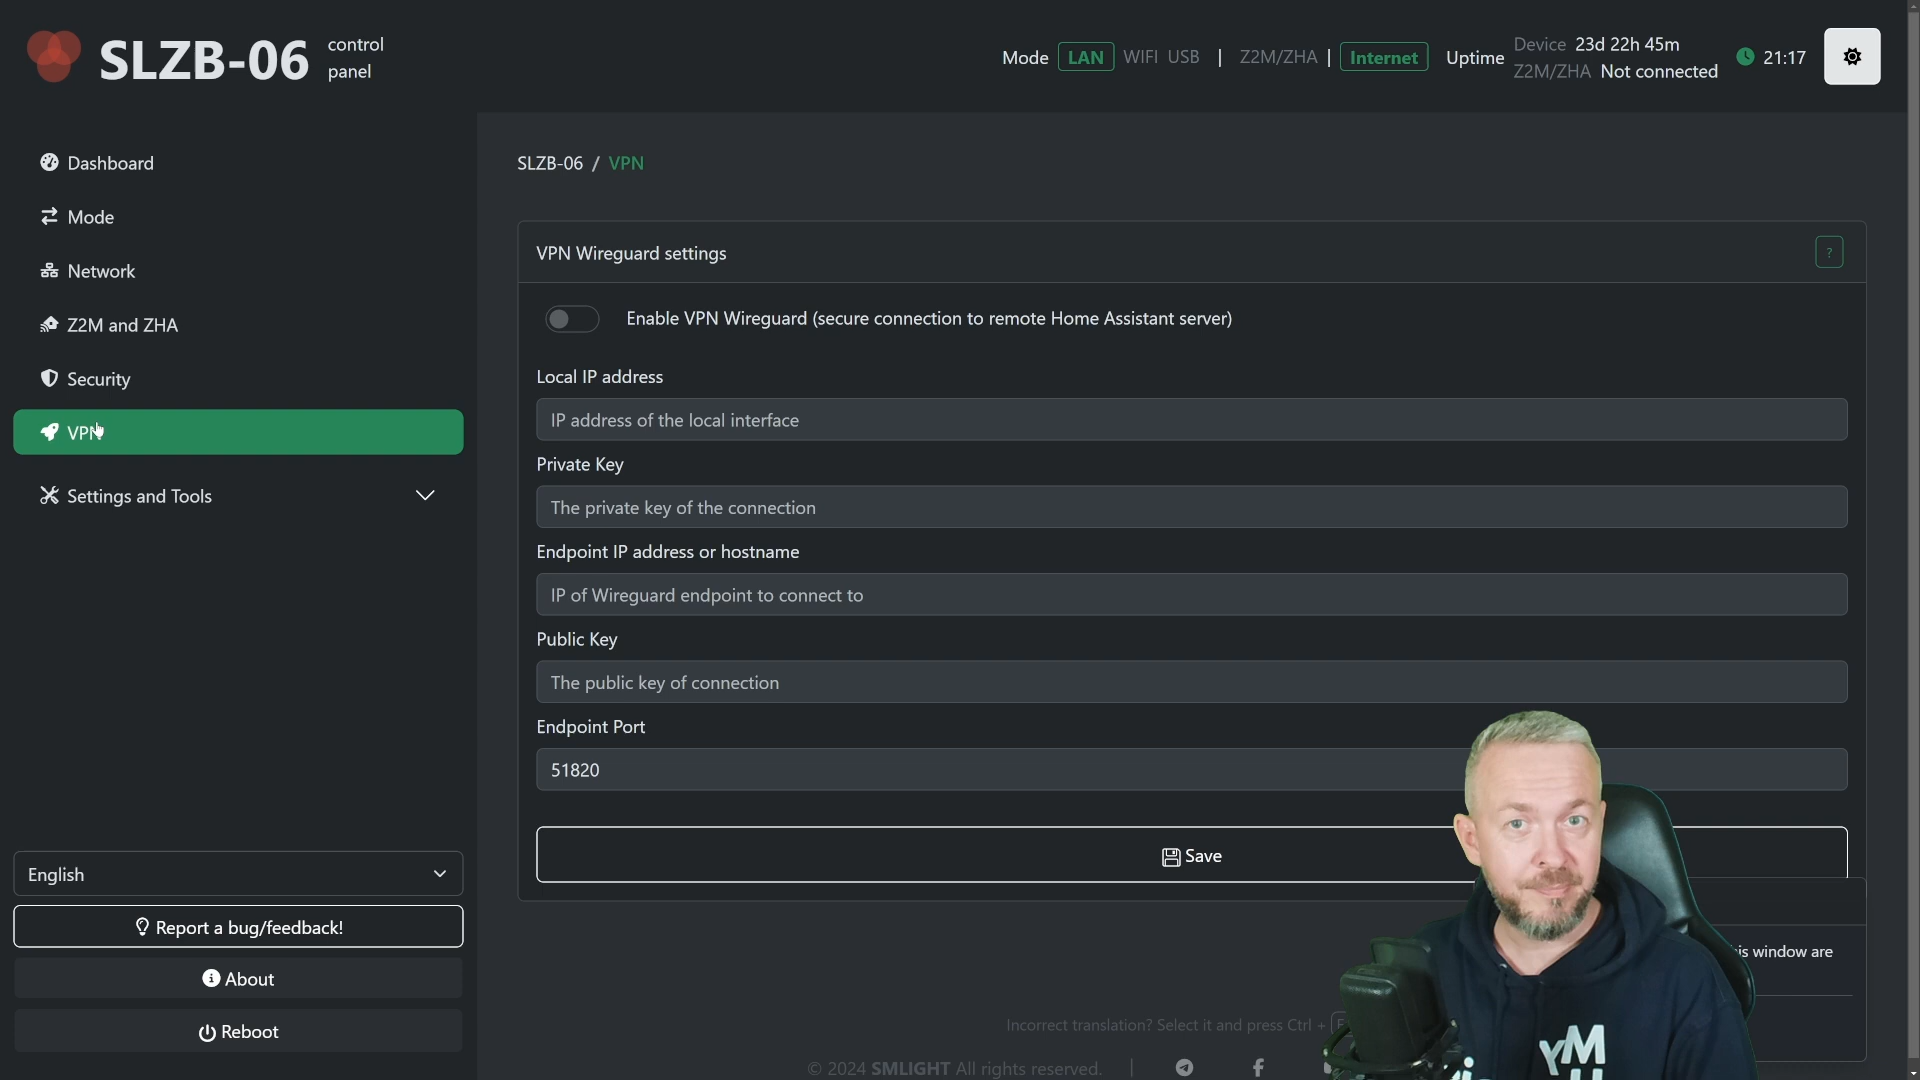 SLZB-06 control panel
Mode LAN WIFI USB | Z2M/ZHA | Internet Uptime Device 23d 22h 45m 21:17
Z2M/ZHA Not connected
Dashboard
Mode
Network
Z2M and ZHA
Security
VPN
Settings and Tools
English
Report a bug/feedback!
About
Reboot
SLZB-06 / VPN
VPN Wireguard settings ?
Enable VPN Wireguard (secure connection to remote Home Assistant server)
Local IP address
IP address of the local interface
Private Key
The private key of the connection
Endpoint IP address or hostname
IP of Wireguard endpoint to connect to
Public Key
The public key of connection
Endpoint Port
51820
Save
window are
Incorrect translation? Select it and press Ctrl +
© 2024 SMLIGHT All rights reserved. |